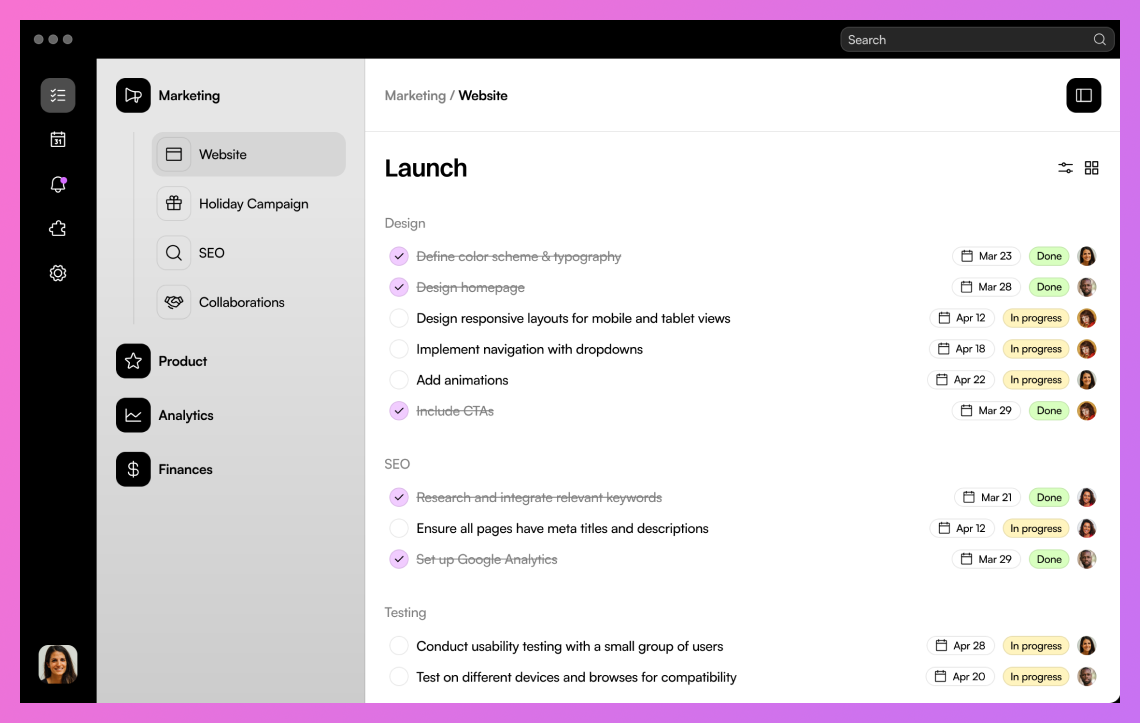 Search
31
Marketing
Website
Holiday Campaign
SEO
Collaborations
Product
Analytics
$ Finances
Marketing / Website
Launch
Design
Define color scheme & typography Mar 23 Done
Design homepage Mar 28 Done
Design responsive layouts for mobile and tablet views Apr 12 In progress
Implement navigation with dropdowns Apr 18 In progress
Add animations Apr 22 In progress
Include CTAs Mar 29 Done
SEO
Research and integrate relevant keywords Mar 21 Done
Ensure all pages have meta titles and descriptions Apr 12 In progress
Set up Google Analytics Mar 29 Done
Testing
Conduct usability testing with a small group of users Apr 28 In progress
Test on different devices and browses for compatibility Apr 20 In progress